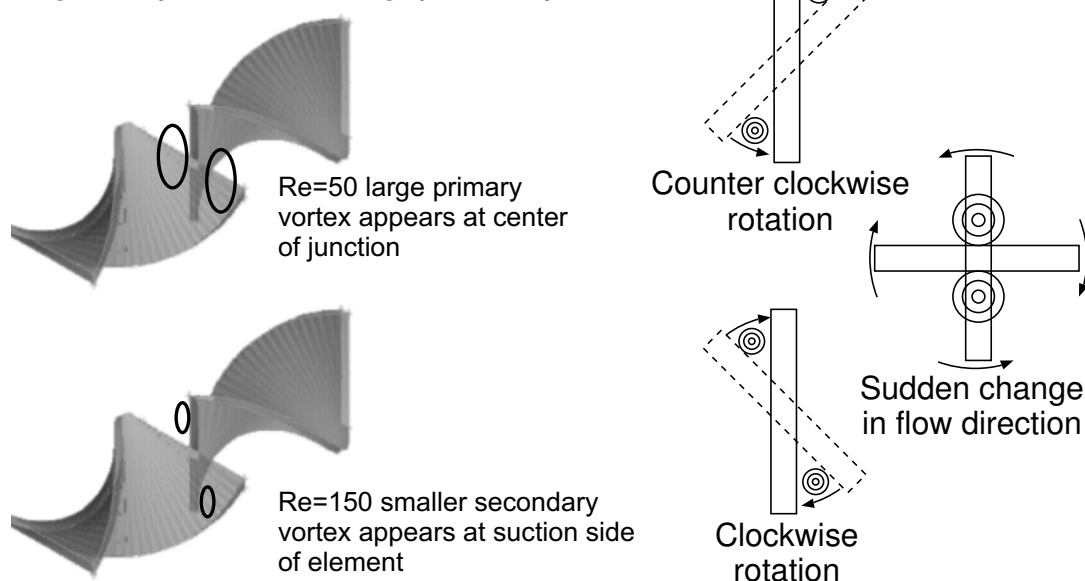 Re=50 large primary
vortex appears at center
of junction
Counter clockwise
rotation
Sudden change
in flow direction
Re=150 smaller secondary
vortex appears at suction side
of element
Clockwise
rotation